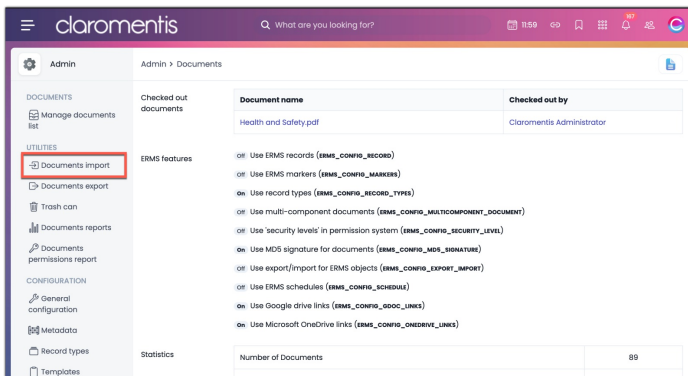 claromentis
What are you looking for?
11:59
167
Admin
Admin > Documents
DOCUMENTS
Manage documents
list
UTILITIES
Documents import
Documents export
Trash can
Documents reports
Documents
permissions report
CONFIGURATION
General
configuration
Metadata
Record types
Templates
Checked out
documents
Document name
Checked out by
Health and Safety.pdf
Claromentis Administrator
ERMS features
Off Use ERMS records (ERMS_CONFIG_RECORD)
Off Use ERMS markers (ERMS_CONFIG_MARKERS)
On Use record types (ERMS_CONFIG_RECORD_TYPES)
Off Use multi-component documents (ERMS_CONFIG_MULTICOMPONENT_DOCUMENT)
Off Use 'security levels' in permission system (ERMS_CONFIG_SECURITY_LEVEL)
On Use MD5 signature for documents (ERMS_CONFIG_MD5_SIGNATURE)
Off Use export/import for ERMS objects (ERMS_CONFIG_EXPORT_IMPORT)
Off Use ERMS schedules (ERMS_CONFIG_SCHEDULE)
On Use Google drive links (ERMS_CONFIG_GDOC_LINKS)
On Use Microsoft OneDrive links (ERMS_CONFIG_ONEDRIVE_LINKS)
Statistics
Number of Documents
89